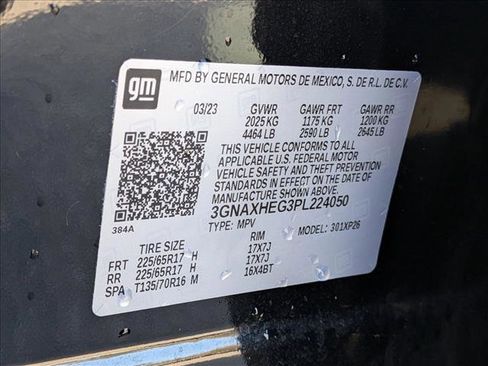 gm
MFD BY GENERAL MOTORS DE MEXICO, S. DE R.L. DE C.V.
03/23 GVWR GAWR FRT GAWR RR
2025 KG 1175 KG 1200 KG
4464 LB 2590 LB 2645 LB
THIS VEHICLE CONFORMS TO ALL
APPLICABLE U.S. FEDERAL MOTOR
VEHICLE SAFETY AND THEFT PREVENTION
STANDARDS IN EFFECT ON THE DATE
OF MANUFACTURE SHOWN ABOVE.
3GNAXHEG3PL224050
384A TYPE: MPV MODEL: 301XP26
TIRE SIZE RIM
FRT 225/65R17 H 17X7J
RR 225/65R17 H 17X7J
SPA T135/70R16 M 16X4BT